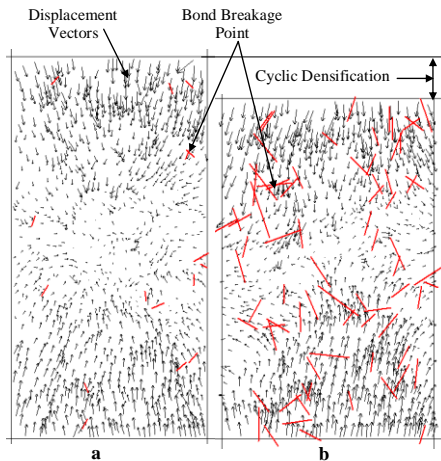 Displacement
Vectors
Bond Breakage
Point
Cyclic Densification
a
b